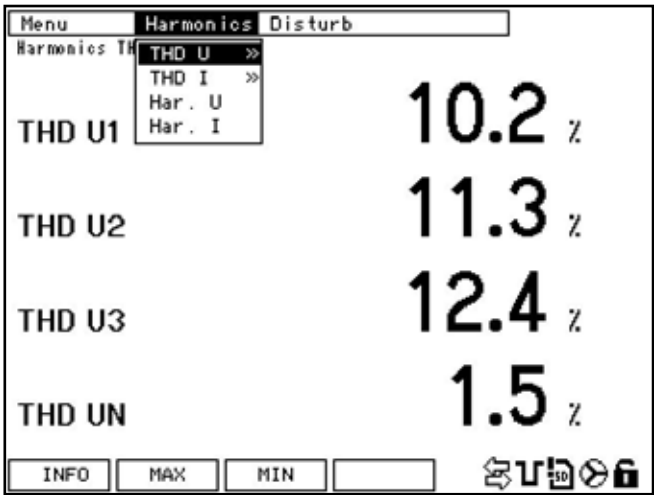 Menu Harmonics Disturb
Harmonics TH
THD U »
THD I »
Har. U
Har. I
THD U1 10.2 %
THD U2 11.3 %
THD U3 12.4 %
THD UN 1.5 %
INFO MAX MIN
SD